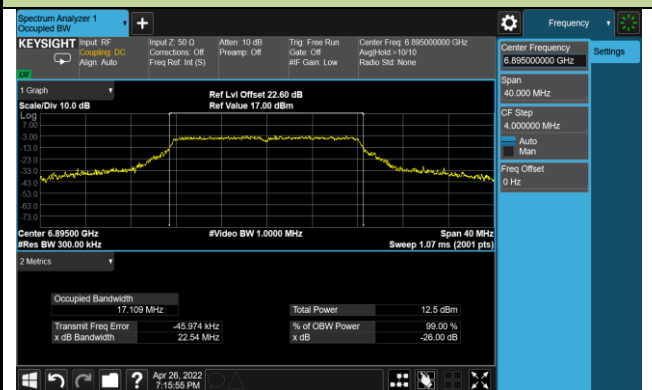 Spectrum Analyzer 1
Occupied BW
Frequency
KEYSIGHT
Input: RF
Coupling: DC
Align: Auto
Input Z: 50 Ω
Corrections: Off
Freq Ref: Int (S)
Atten: 10 dB
Preamp: Off
Trig: Free Run
Gate: Off
#IF Gain: Low
Center Freq: 6.895000000 GHz
Avg|Hold:>10/10
Radio Std: None
Center Frequency
6.895000000 GHz
Settings
Span
40.000 MHz
CF Step
4.000000 MHz
Auto
Man
Freq Offset
0 Hz
1 Graph
Scale/Div 10.0 dB
Ref Lvl Offset 22.60 dB
Ref Value 17.00 dBm
Log
7.00
-3.00
-13.0
-23.0
-33.0
-43.0
-53.0
-63.0
-73.0
Center 6.89500 GHz
#Video BW 1.0000 MHz
Span 40 MHz
#Res BW 300.00 kHz
Sweep 1.07 ms (2001 pts)
2 Metrics
Occupied Bandwidth
17.109 MHz
Total Power
12.5 dBm
Transmit Freq Error
-45.974 kHz
% of OBW Power
99.00 %
x dB Bandwidth
22.54 MHz
x dB
-26.00 dB
?
Apr 26, 2022
7:15:55 PM